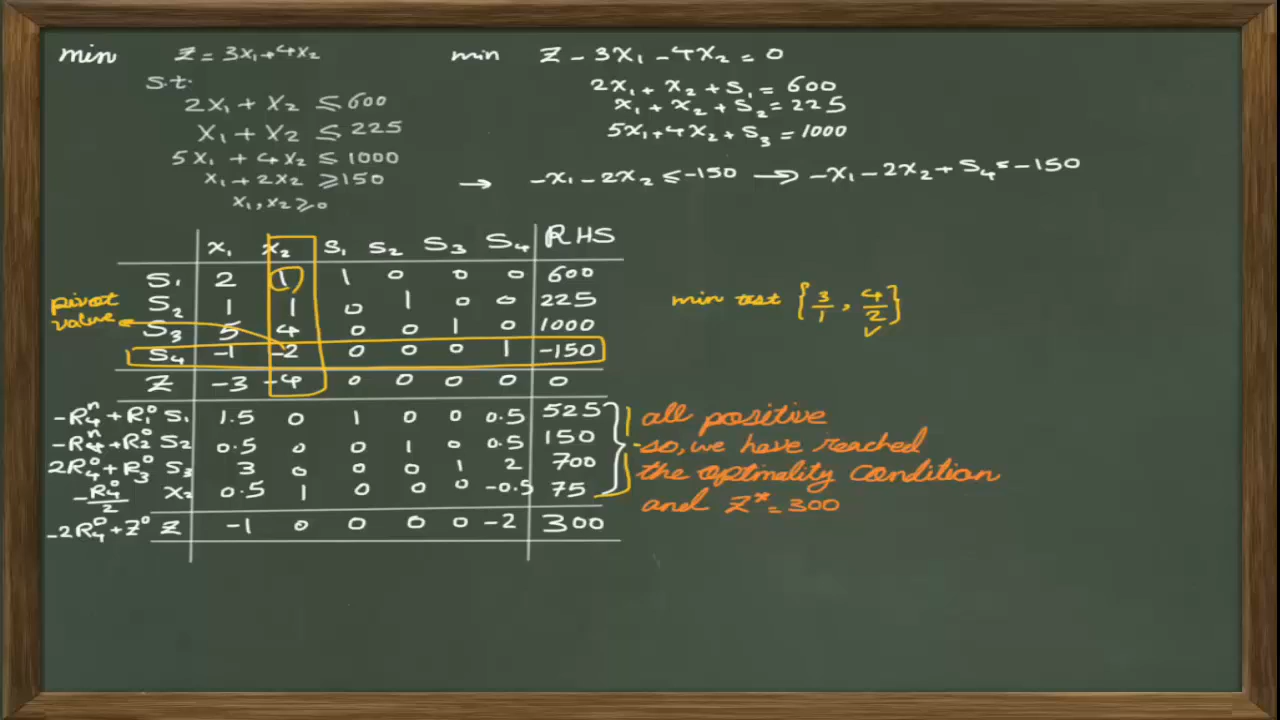 min Z = 3x₁ + 4x₂
s.t.
2x₁ + x₂ ≤ 600
x₁ + x₂ ≤ 225
5x₁ + 4x₂ ≤ 1000
x₁ + 2x₂ ≥ 150
x₁, x₂ ≥ 0
min Z - 3x₁ - 4x₂ = 0
2x₁ + x₂ + s₁ = 600
x₁ + x₂ + s₂ = 225
5x₁ + 4x₂ + s₃ = 1000
→ -x₁ - 2x₂ ≤ -150 → -x₁ - 2x₂ + s₄ = -150
x₁ x₂ s₁ s₂ s₃ s₄ RHS
s₁ 2 1 1 0 0 0 600
s₂ 1 1 0 1 0 0 225
s₃ 5 4 0 0 1 0 1000
s₄ -1 -2 0 0 0 1 -150
Z -3 -4 0 0 0 0 0
pivot
value
min test {3/1, 4/2}
✓
-R₄ⁿ + R₁⁰ s₁ 1.5 0 1 0 0 0.5 525
-R₄ⁿ + R₂⁰ s₂ 0.5 0 0 1 0 0.5 150
2R₄⁰ + R₃⁰ s₃ 3 0 0 0 1 2 700
-R₄⁰/2 x₂ 0.5 1 0 0 0 -0.5 75
-2R₄⁰ + Z⁰ Z -1 0 0 0 0 -2 300
all positive
so, we have reached
the optimality condition
and Z* = 300